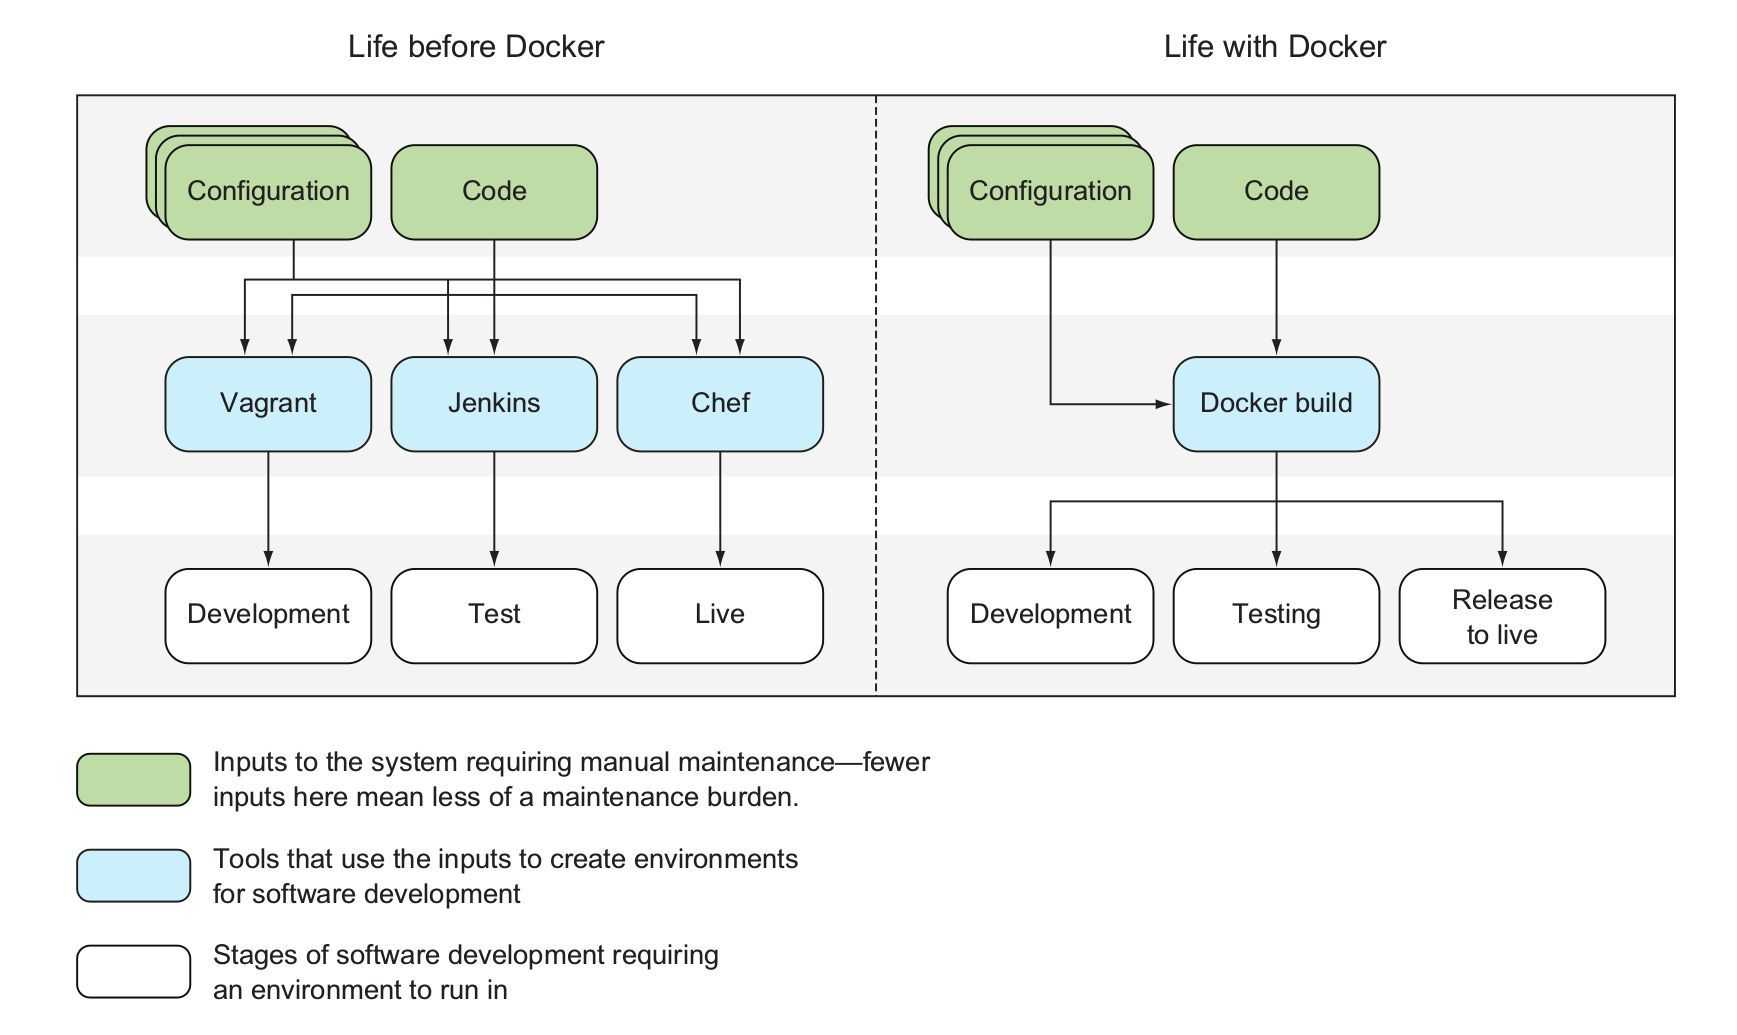 Life before Docker
Life with Docker
Configuration
Code
Configuration
Code
Vagrant
Jenkins
Chef
Docker build
Development
Test
Live
Development
Testing
Release
to live
Inputs to the system requiring manual maintenance—fewer
inputs here mean less of a maintenance burden.
Tools that use the inputs to create environments
for software development
Stages of software development requiring
an environment to run in